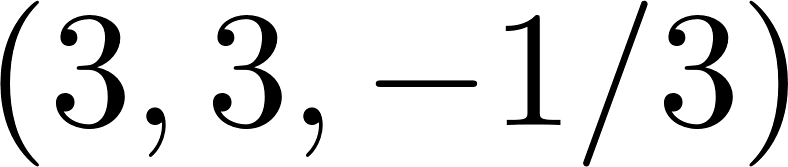 (3, 3, −1/3)